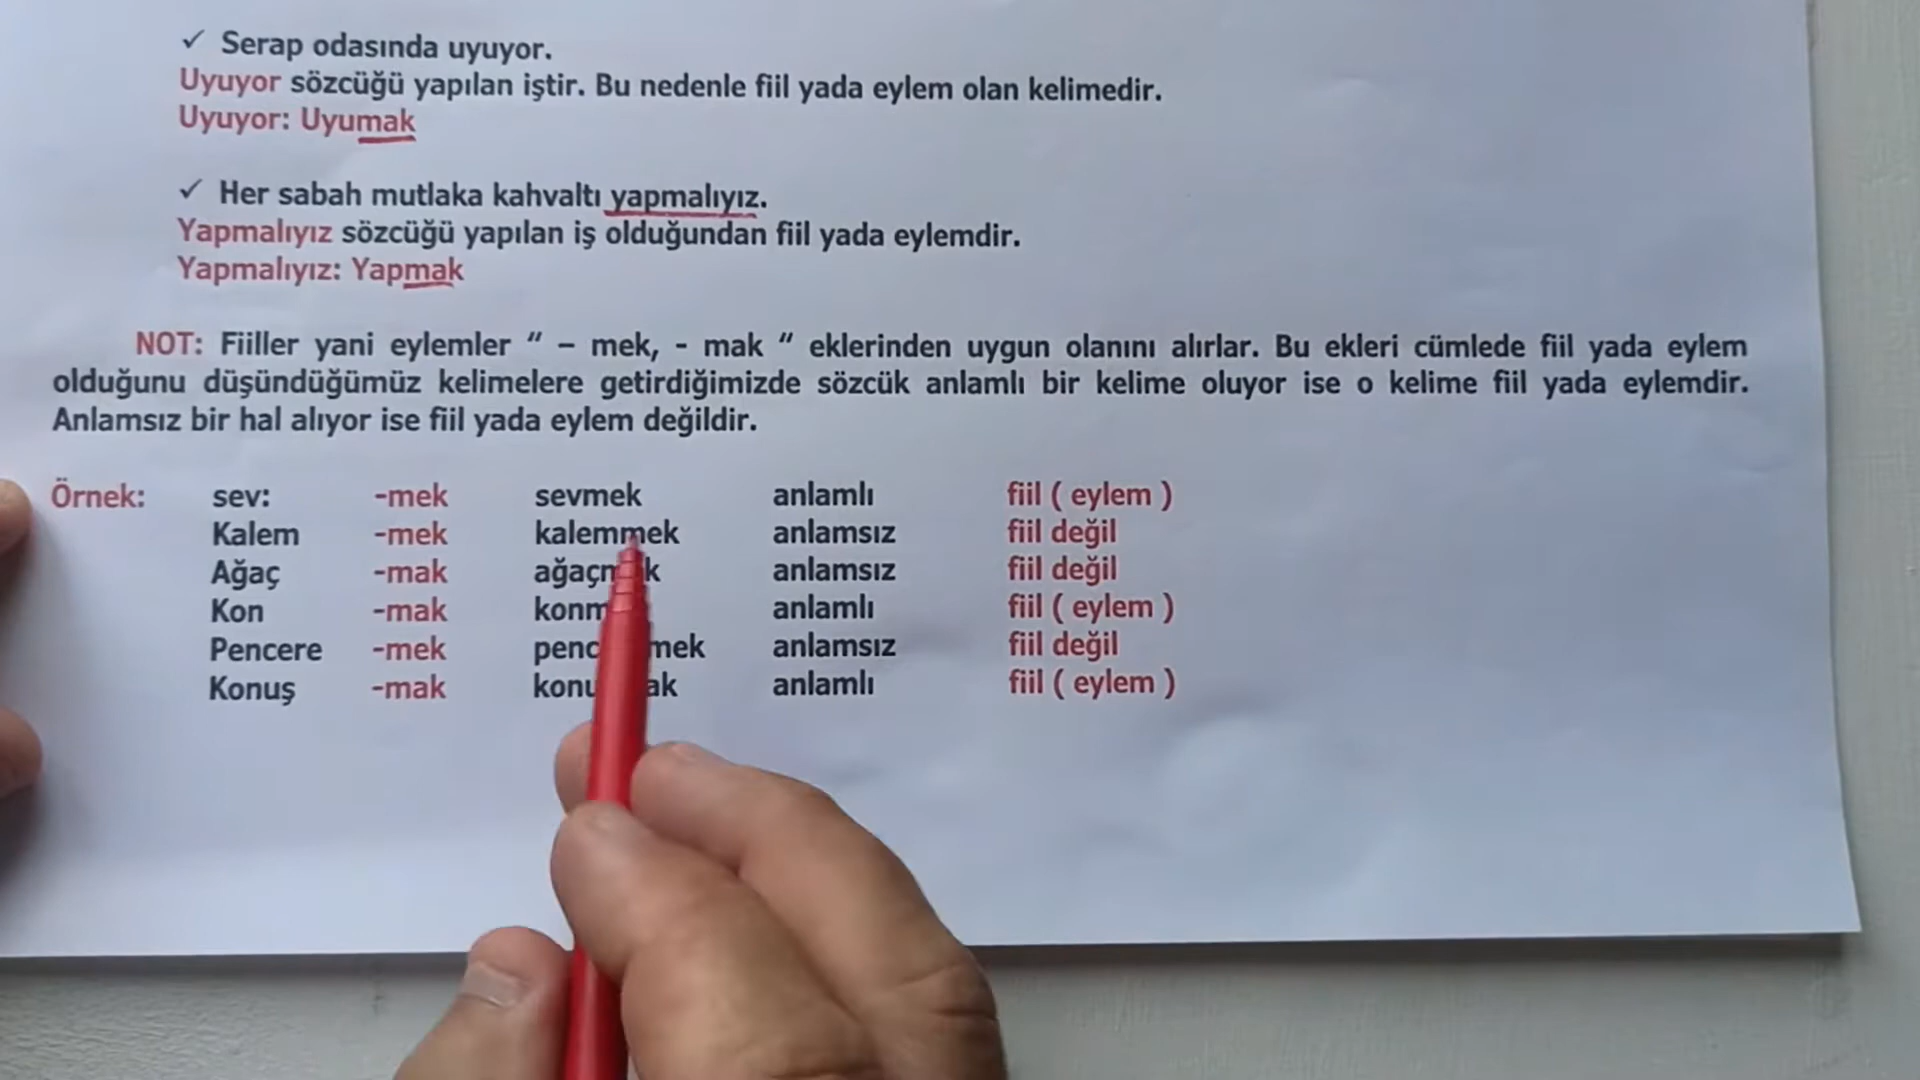 ✓ Serap odasında uyuyor.
Uyuyor sözcüğü yapılan iştir. Bu nedenle fiil yada eylem olan kelimedir.
Uyuyor: Uyumak
✓ Her sabah mutlaka kahvaltı yapmalıyız.
Yapmalıyız sözcüğü yapılan iş olduğundan fiil yada eylemdir.
Yapmalıyız: Yapmak
NOT: Fiiller yani eylemler " – mek, - mak " eklerinden uygun olanını alırlar. Bu ekleri cümlede fiil yada eylem
olduğunu düşündüğümüz kelimelere getirdiğimizde sözcük anlamlı bir kelime oluyor ise o kelime fiil yada eylemdir.
Anlamsız bir hal alıyor ise fiil yada eylem değildir.
Örnek: sev: -mek sevmek anlamlı fiil ( eylem )
Kalem -mek kalemmek anlamsız fiil değil
Ağaç -mak anlamsız fiil değil
Kon -mak anlamlı fiil ( eylem )
Pencere -mek anlamsız fiil değil
Konuş -mak anlamlı fiil ( eylem )